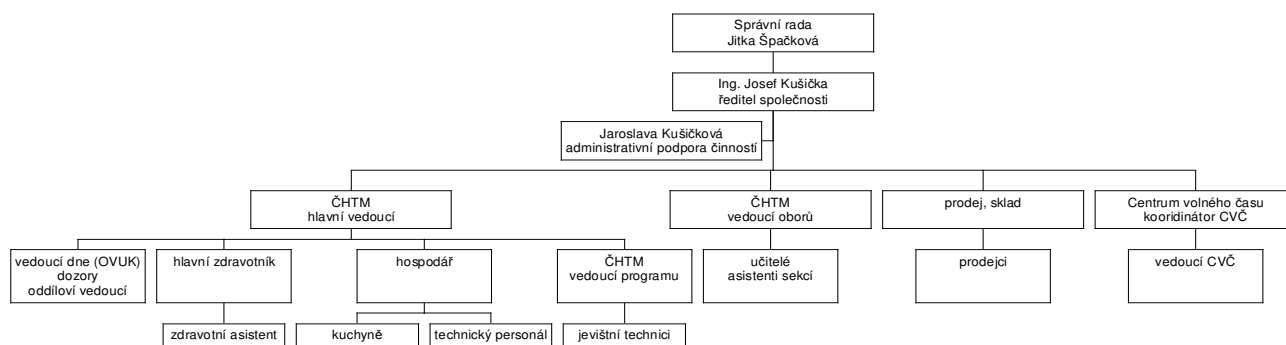 Správní rada
Jitka Špačková
Ing. Josef Kušička
ředitel společnosti
Jaroslava Kušičková
administrativní podpora činností
ČHTM
hlavní vedoucí
ČHTM
vedoucí oborů
prodej, sklad
Centrum volného času
kooridinátor CVČ
vedoucí dne (OVUK)
dozory
oddíloví vedoucí
hlavní zdravotník
hospodář
ČHTM
vedoucí programu
učitelé
asistenti sekcí
prodejci
vedoucí CVČ
zdravotní asistent
kuchyně
technický personál
jevištní technici